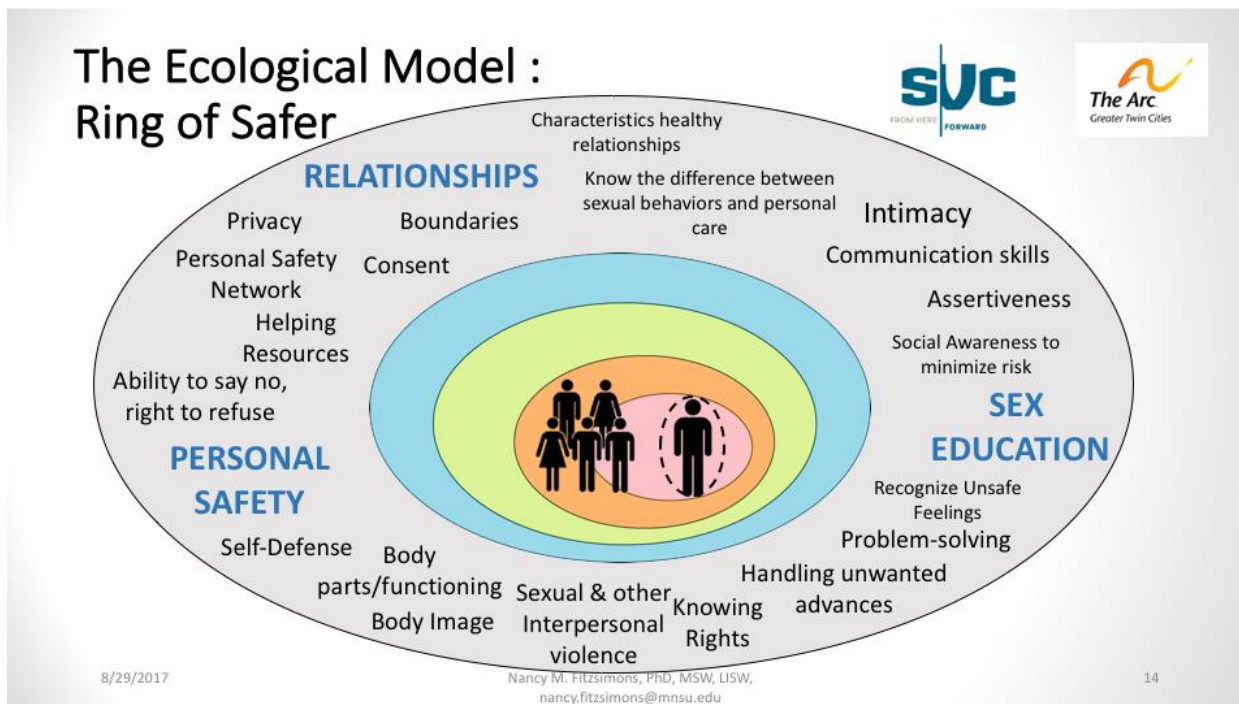 The Ecological Model :
Ring of Safer
SVC
FROM HERE
FORWARD
The Arc
Greater Twin Cities
Characteristics healthy
relationships
RELATIONSHIPS
Know the difference between
sexual behaviors and personal
care
Privacy
Boundaries
Intimacy
Personal Safety
Network
Consent
Communication skills
Helping
Resources
Assertiveness
Social Awareness to
minimize risk
Ability to say no,
right to refuse
SEX
EDUCATION
PERSONAL
SAFETY
Recognize Unsafe
Feelings
Self-Defense
Body
parts/functioning
Problem-solving
Handling unwanted
advances
Body Image
Sexual & other
Interpersonal
violence
Knowing
Rights
8/29/2017
Nancy M. Fitzsimons, PhD, MSW, LISW,
nancy.fitzsimons@mnsu.edu
14